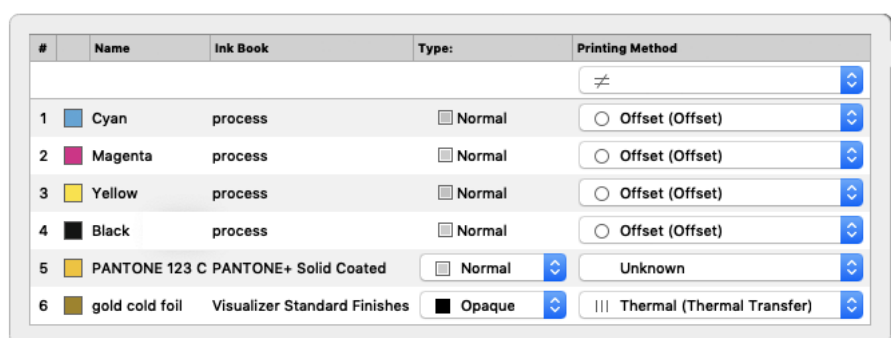 # Name Ink Book Type: Printing Method
≠
1 Cyan process Normal Offset (Offset)
2 Magenta process Normal Offset (Offset)
3 Yellow process Normal Offset (Offset)
4 Black process Normal Offset (Offset)
5 PANTONE 123 C PANTONE+ Solid Coated Normal Unknown
6 gold cold foil Visualizer Standard Finishes Opaque Thermal (Thermal Transfer)